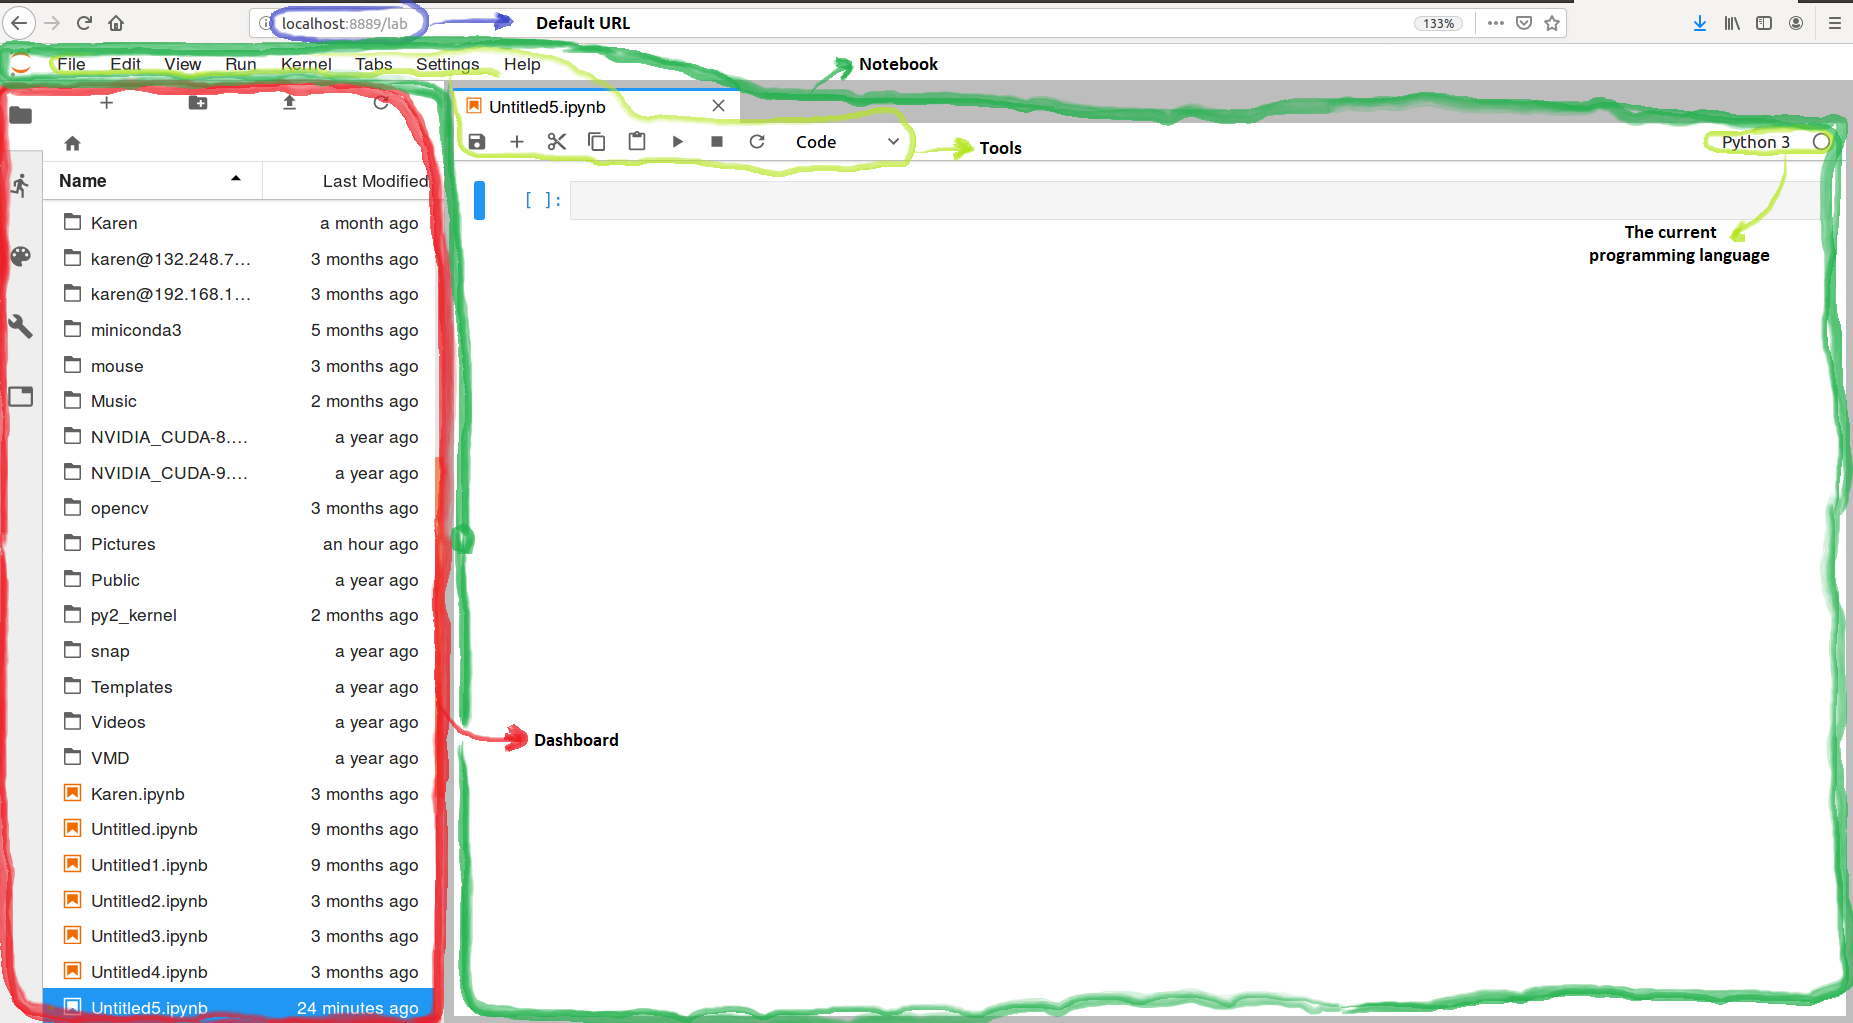 localhost:8889/lab
Default URL
133%
File Edit View Run Kernel Tabs Settings Help
Notebook
Untitled5.ipynb
Code
Tools
Python 3
The current
programming language
Name Last Modified
Karen a month ago
karen@132.248.7... 3 months ago
karen@192.168.1... 3 months ago
miniconda3 5 months ago
mouse 3 months ago
Music 2 months ago
NVIDIA_CUDA-8.... a year ago
NVIDIA_CUDA-9.... a year ago
opencv 3 months ago
Pictures an hour ago
Public a year ago
py2_kernel 2 months ago
snap a year ago
Templates a year ago
Videos a year ago
VMD a year ago
Karen.ipynb 3 months ago
Untitled.ipynb 9 months ago
Untitled1.ipynb 9 months ago
Untitled2.ipynb 3 months ago
Untitled3.ipynb 3 months ago
Untitled4.ipynb 3 months ago
Untitled5.ipynb 24 minutes ago
[ ]:
Dashboard